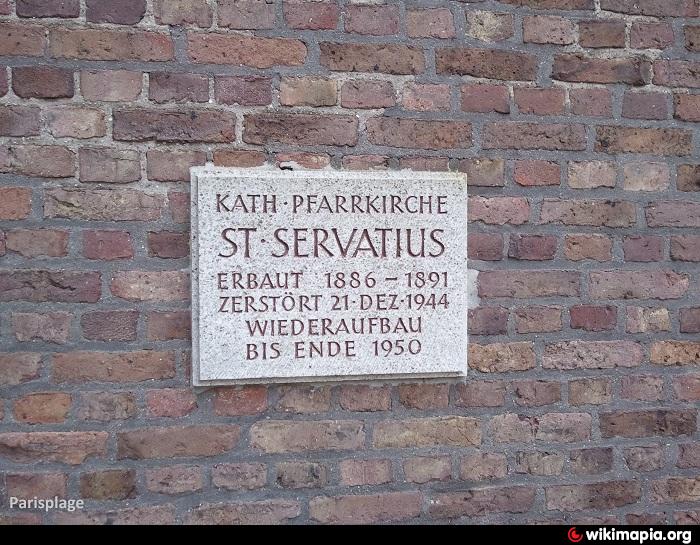 KATH·PFARRKIRCHE
ST·SERVATIUS
ERBAUT 1886–1891
ZERSTÖRT 21·DEZ·1944
WIEDERAUFBAU
BIS ENDE 1950
Parisplage
wikimapia.org